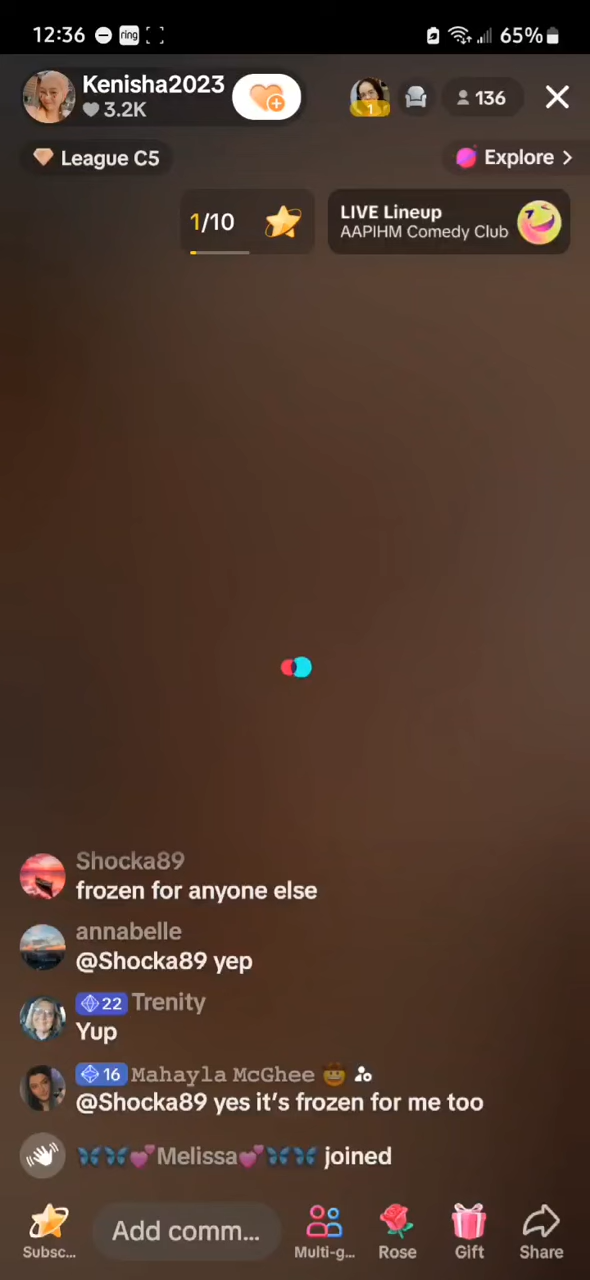 12:36
ring
65%
Kenisha2023
3.2K
1
136
League C5
Explore >
1/10
LIVE Lineup
AAPIHM Comedy Club
Shocka89
frozen for anyone else
annabelle
@Shocka89 yep
22 Trenity
Yup
16 Mahayla McGhee 🤠
@Shocka89 yes it's frozen for me too
🦋🦋💕Melissa💕🦋🦋 joined
Subsc...
Add comm...
Multi-g...
Rose
Gift
Share